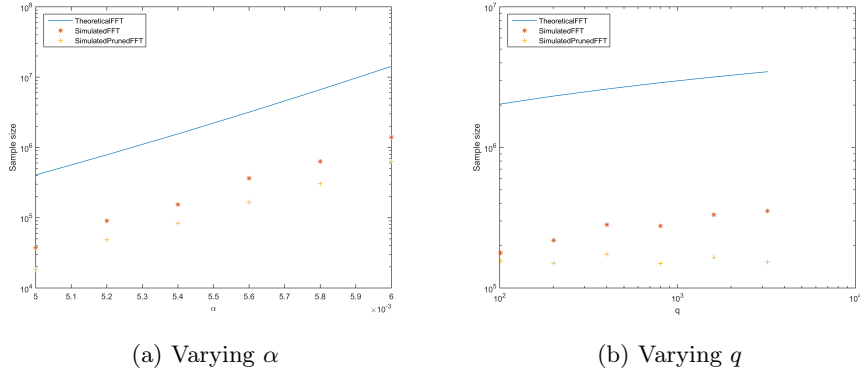 TheoreticalFFT
SimulatedFFT
SimulatedPrunedFFT
Sample size
10^8
10^7
10^6
10^5
10^4
5 5.1 5.2 5.3 5.4 5.5 5.6 5.7 5.8 5.9 6
×10^-3
α
(a) Varying α
TheoreticalFFT
SimulatedFFT
SimulatedPrunedFFT
Sample size
10^7
10^6
10^5
10^2 10^3 10^4
q
(b) Varying q